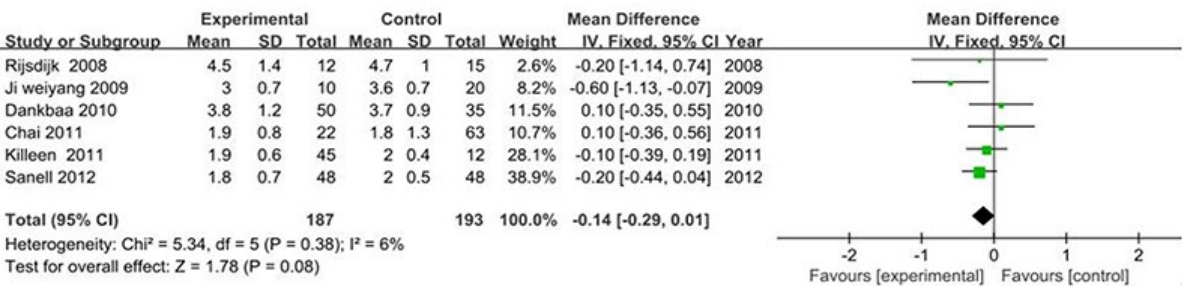 Experimental Control Mean Difference Mean Difference
Study or Subgroup Mean SD Total Mean SD Total Weight IV, Fixed, 95% CI Year IV, Fixed, 95% CI
Rijsdijk 2008 4.5 1.4 12 4.7 1 15 2.6% -0.20 [-1.14, 0.74] 2008
Ji weiyang 2009 3 0.7 10 3.6 0.7 20 8.2% -0.60 [-1.13, -0.07] 2009
Dankbaa 2010 3.8 1.2 50 3.7 0.9 35 11.5% 0.10 [-0.35, 0.55] 2010
Chai 2011 1.9 0.8 22 1.8 1.3 63 10.7% 0.10 [-0.36, 0.56] 2011
Killeen 2011 1.9 0.6 45 2 0.4 12 28.1% -0.10 [-0.39, 0.19] 2011
Sanell 2012 1.8 0.7 48 2 0.5 48 38.9% -0.20 [-0.44, 0.04] 2012
Total (95% CI) 187 193 100.0% -0.14 [-0.29, 0.01]
Heterogeneity: Chi² = 5.34, df = 5 (P = 0.38); I² = 6%
Test for overall effect: Z = 1.78 (P = 0.08)
-2 -1 0 1 2
Favours [experimental] Favours [control]